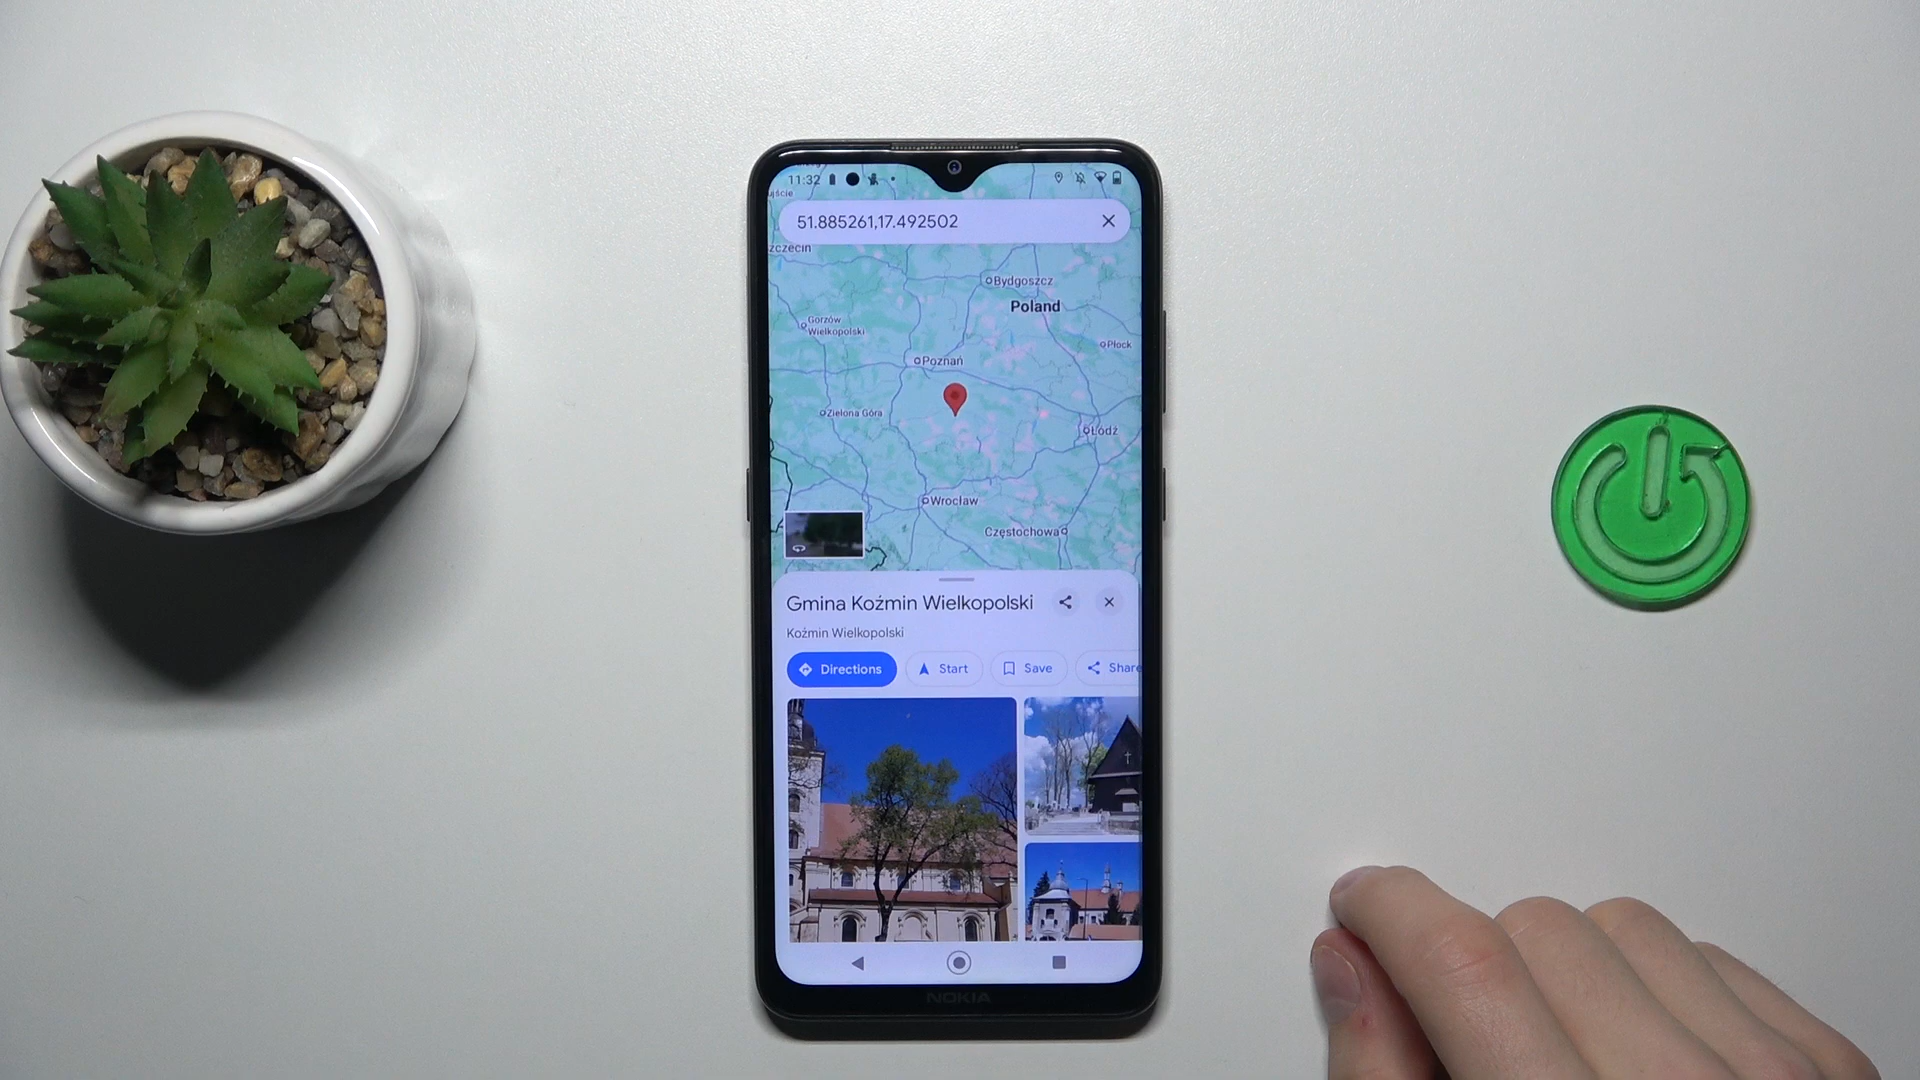 11:32
51.885261,17.492502
zczecin
Bydgoszcz
Poland
Gorzów
Wielkopolski
Płock
Poznań
Zielona Góra
Łódź
Wrocław
Częstochowa
Gmina Koźmin Wielkopolski
Koźmin Wielkopolski
Directions
Start
Save
Share
NOKIA